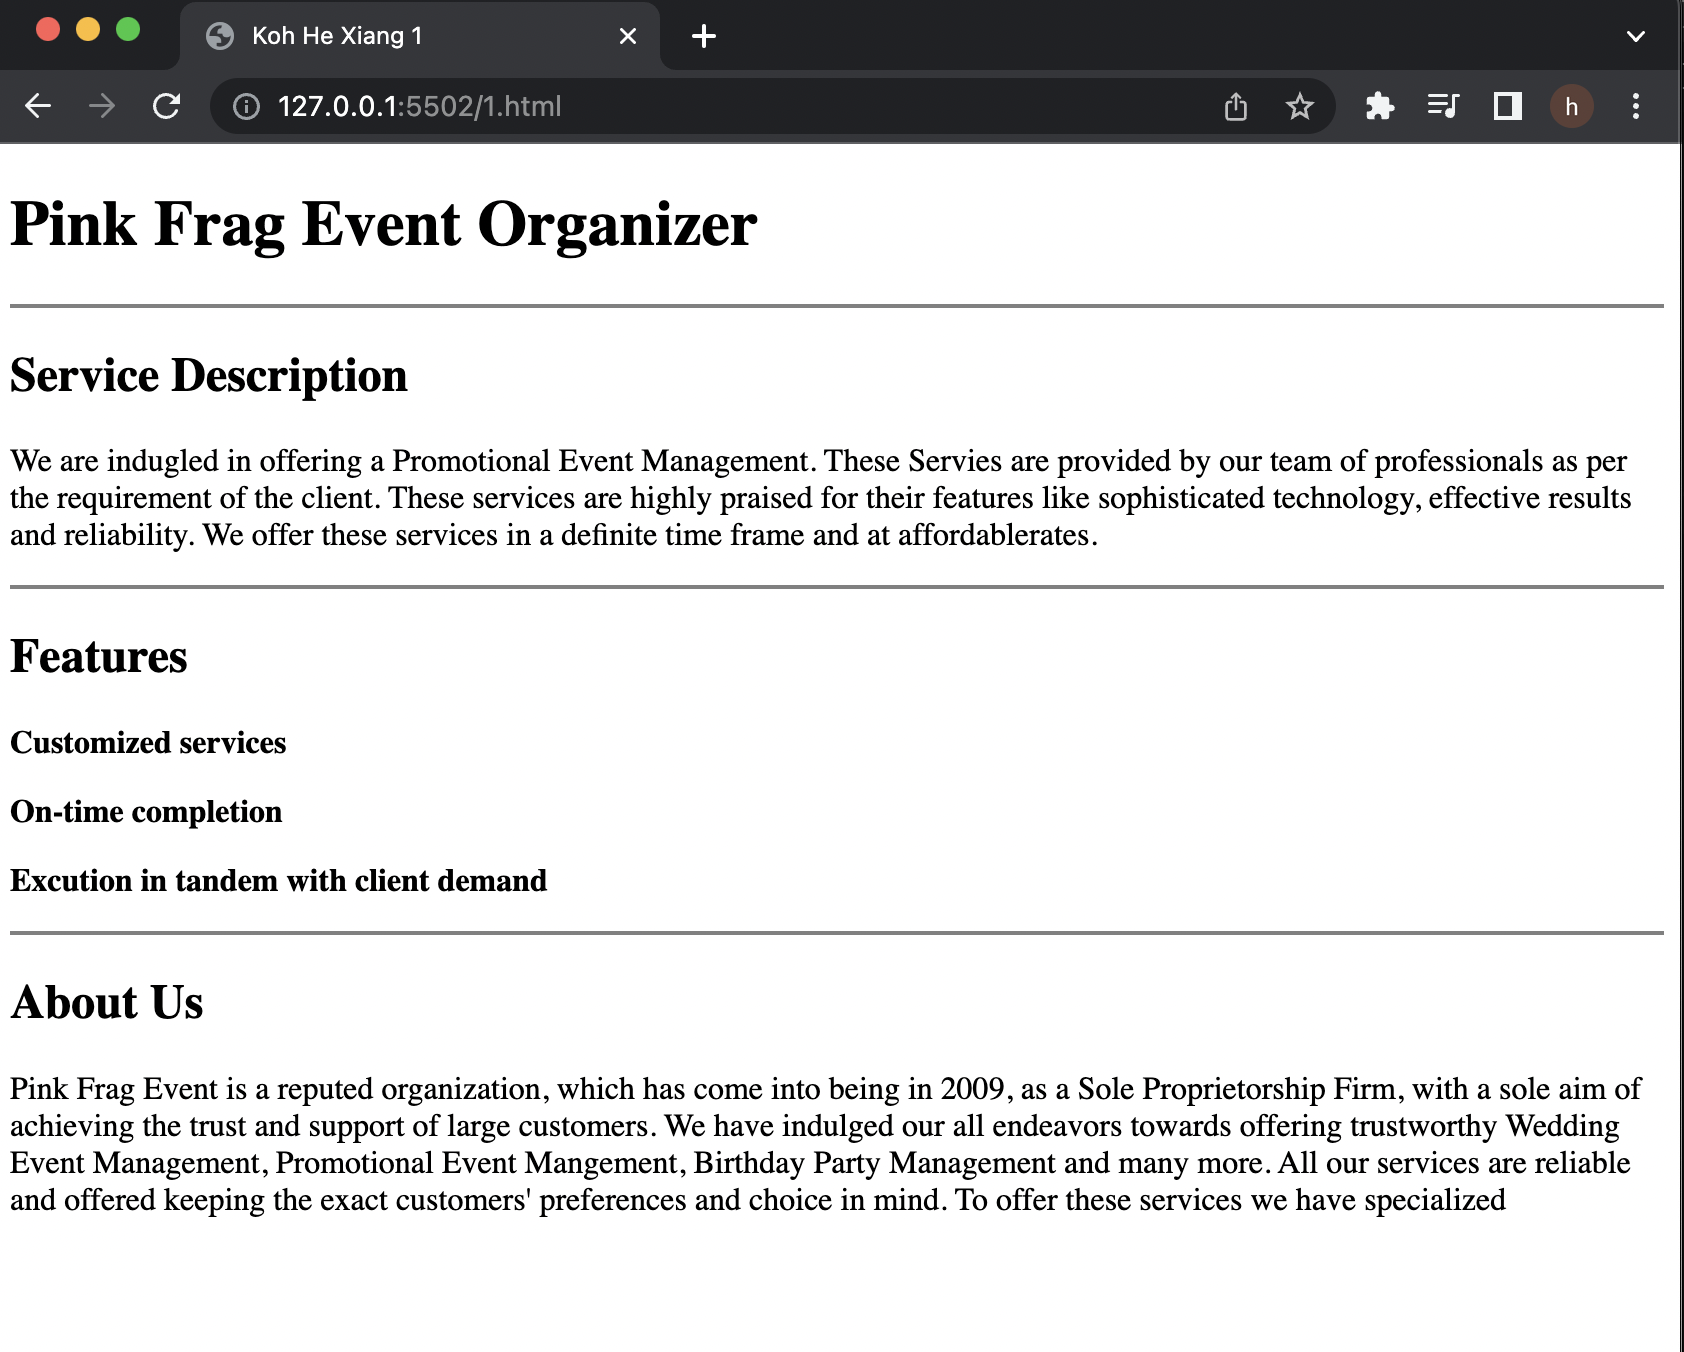 Koh He Xiang 1
127.0.0.1:5502/1.html
h
Pink Frag Event Organizer
Service Description
We are indugled in offering a Promotional Event Management. These Servies are provided by our team of professionals as per
the requirement of the client. These services are highly praised for their features like sophisticated technology, effective results
and reliability. We offer these services in a definite time frame and at affordablerates.
Features
Customized services
On-time completion
Excution in tandem with client demand
About Us
Pink Frag Event is a reputed organization, which has come into being in 2009, as a Sole Proprietorship Firm, with a sole aim of
achieving the trust and support of large customers. We have indulged our all endeavors towards offering trustworthy Wedding
Event Management, Promotional Event Mangement, Birthday Party Management and many more. All our services are reliable
and offered keeping the exact customers' preferences and choice in mind. To offer these services we have specialized